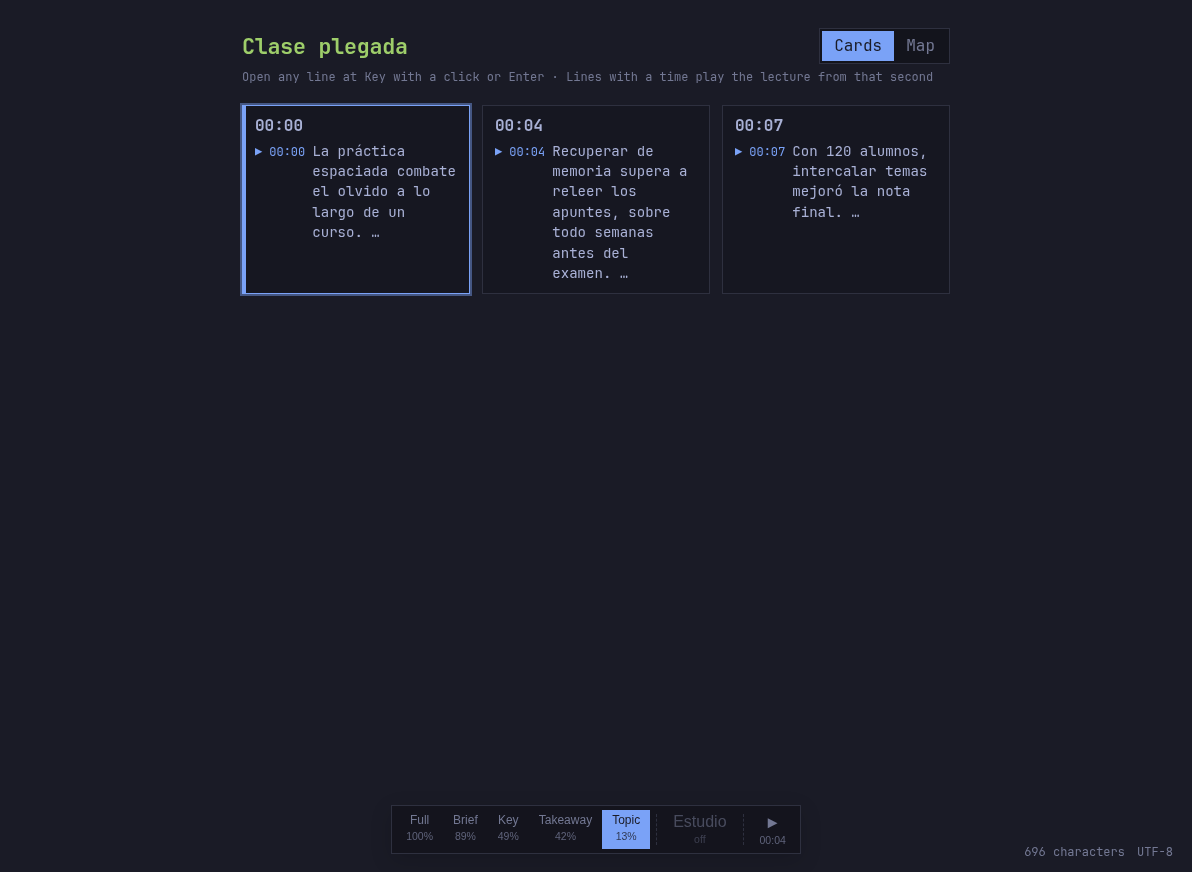 Clase plegada
Cards Map
Open any line at Key with a click or Enter · Lines with a time play the lecture from that second
00:00
▶ 00:00 La práctica
espaciada combate
el olvido a lo
largo de un
curso. …
00:04
▶ 00:04 Recuperar de
memoria supera a
releer los
apuntes, sobre
todo semanas
antes del
examen. …
00:07
▶ 00:07 Con 120 alumnos,
intercalar temas
mejoró la nota
final. …
Full Brief Key Takeaway Topic Estudio ▶
100% 89% 49% 42% 13% off 00:04
696 characters UTF-8